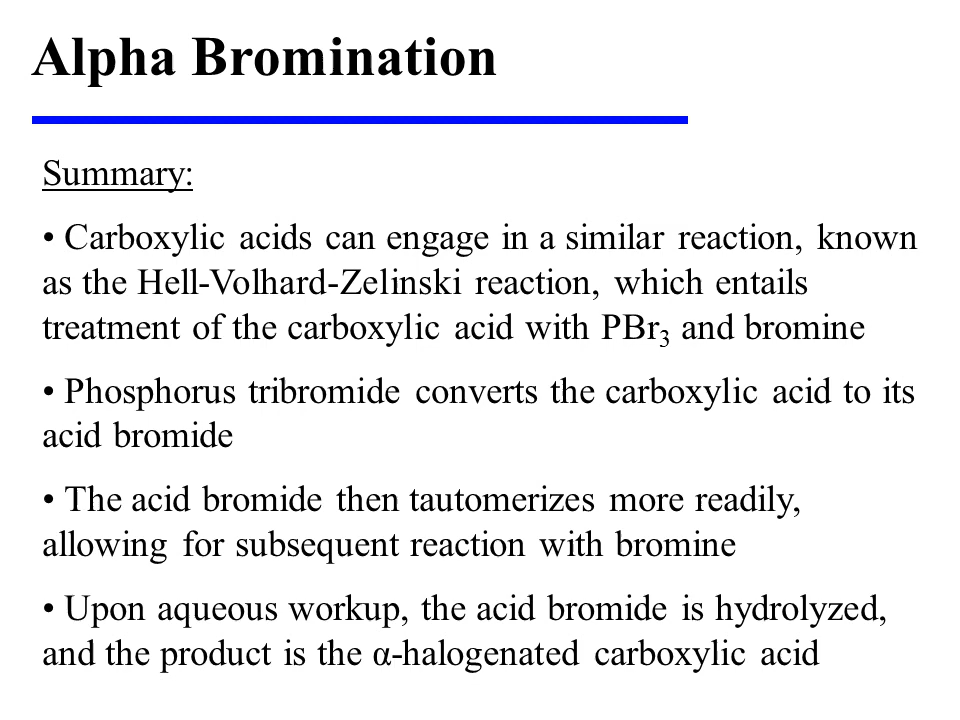 Alpha Bromination
Summary:
• Carboxylic acids can engage in a similar reaction, known
as the Hell-Volhard-Zelinski reaction, which entails
treatment of the carboxylic acid with PBr₃ and bromine
• Phosphorus tribromide converts the carboxylic acid to its
acid bromide
• The acid bromide then tautomerizes more readily,
allowing for subsequent reaction with bromine
• Upon aqueous workup, the acid bromide is hydrolyzed,
and the product is the α-halogenated carboxylic acid